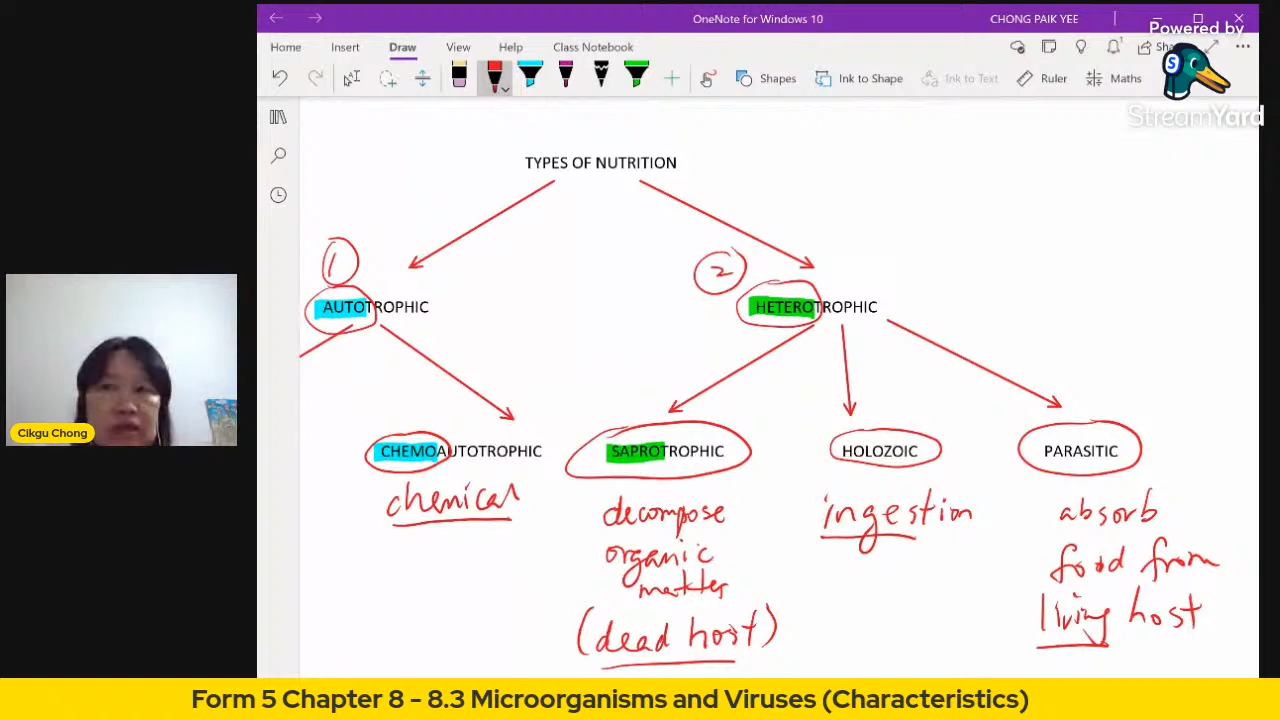 OneNote for Windows 10
CHONG PAIK YEE
Powered by
Home Insert Draw View Help Class Notebook
Shapes Ink to Shape Ink to Text Ruler Maths
StreamYard
TYPES OF NUTRITION
1
2
AUTOTROPHIC
HETEROTROPHIC
CHEMOAUTOTROPHIC
SAPROTROPHIC
HOLOZOIC
PARASITIC
chemical
decompose
organic
matter
(dead host)
ingestion
absorb
food from
living host
Cikgu Chong
Form 5 Chapter 8 - 8.3 Microorganisms and Viruses (Characteristics)